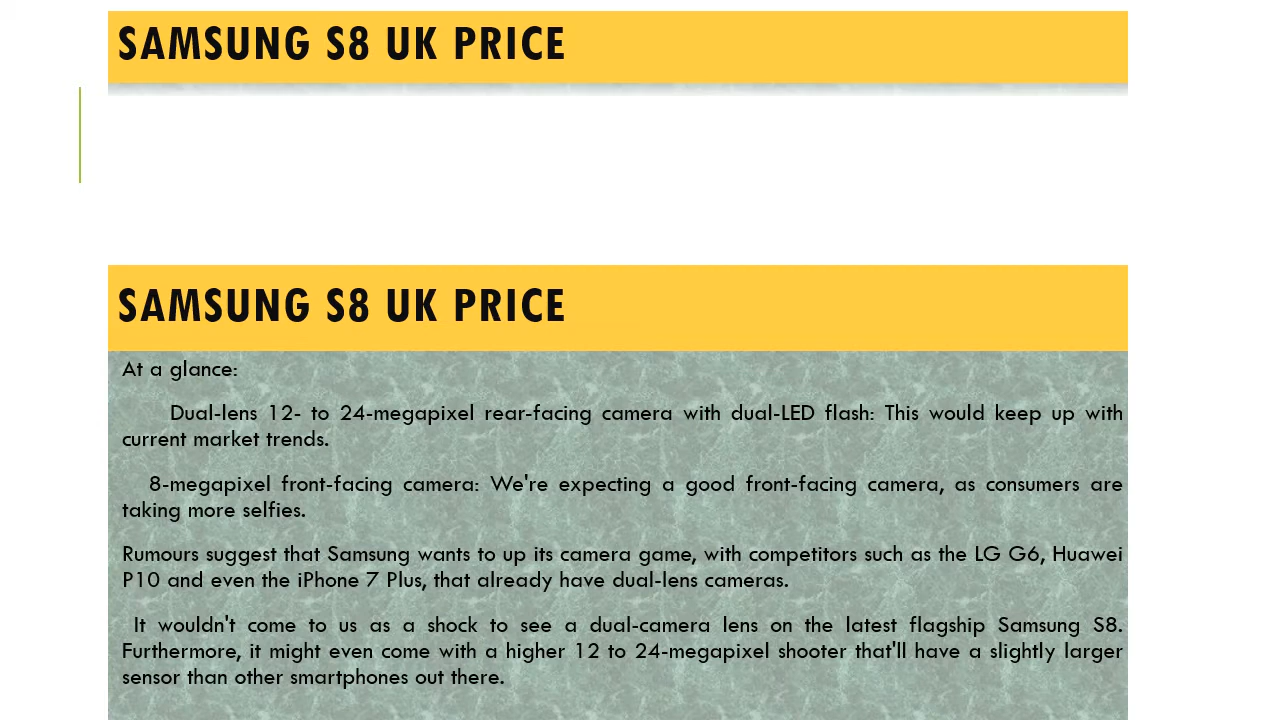 SAMSUNG S8 UK PRICE
SAMSUNG S8 UK PRICE
At a glance:
Dual-lens 12- to 24-megapixel rear-facing camera with dual-LED flash: This would keep up with
current market trends.
8-megapixel front-facing camera: We're expecting a good front-facing camera, as consumers are
taking more selfies.
Rumours suggest that Samsung wants to up its camera game, with competitors such as the LG G6, Huawei
P10 and even the iPhone 7 Plus, that already have dual-lens cameras.
It wouldn't come to us as a shock to see a dual-camera lens on the latest flagship Samsung S8.
Furthermore, it might even come with a higher 12 to 24-megapixel shooter that'll have a slightly larger
sensor than other smartphones out there.